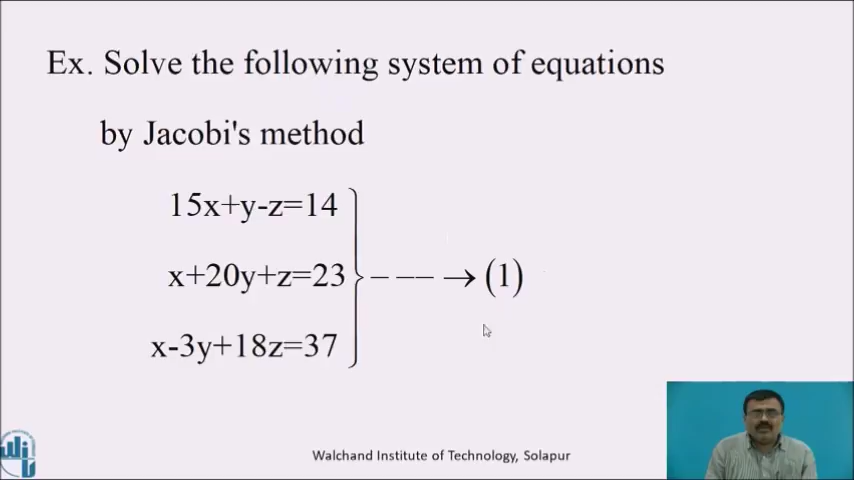 Ex. Solve the following system of equations
by Jacobi's method
15x+y-z=14
x+20y+z=23
x-3y+18z=37
- -- → (1)
Walchand Institute of Technology, Solapur